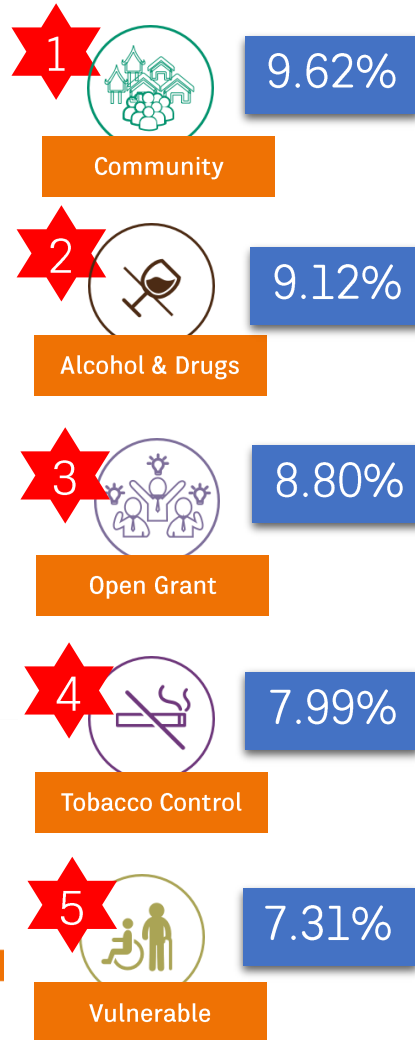 1
9.62%
Community
2
9.12%
Alcohol & Drugs
3
8.80%
Open Grant
4
7.99%
Tobacco Control
5
7.31%
Vulnerable